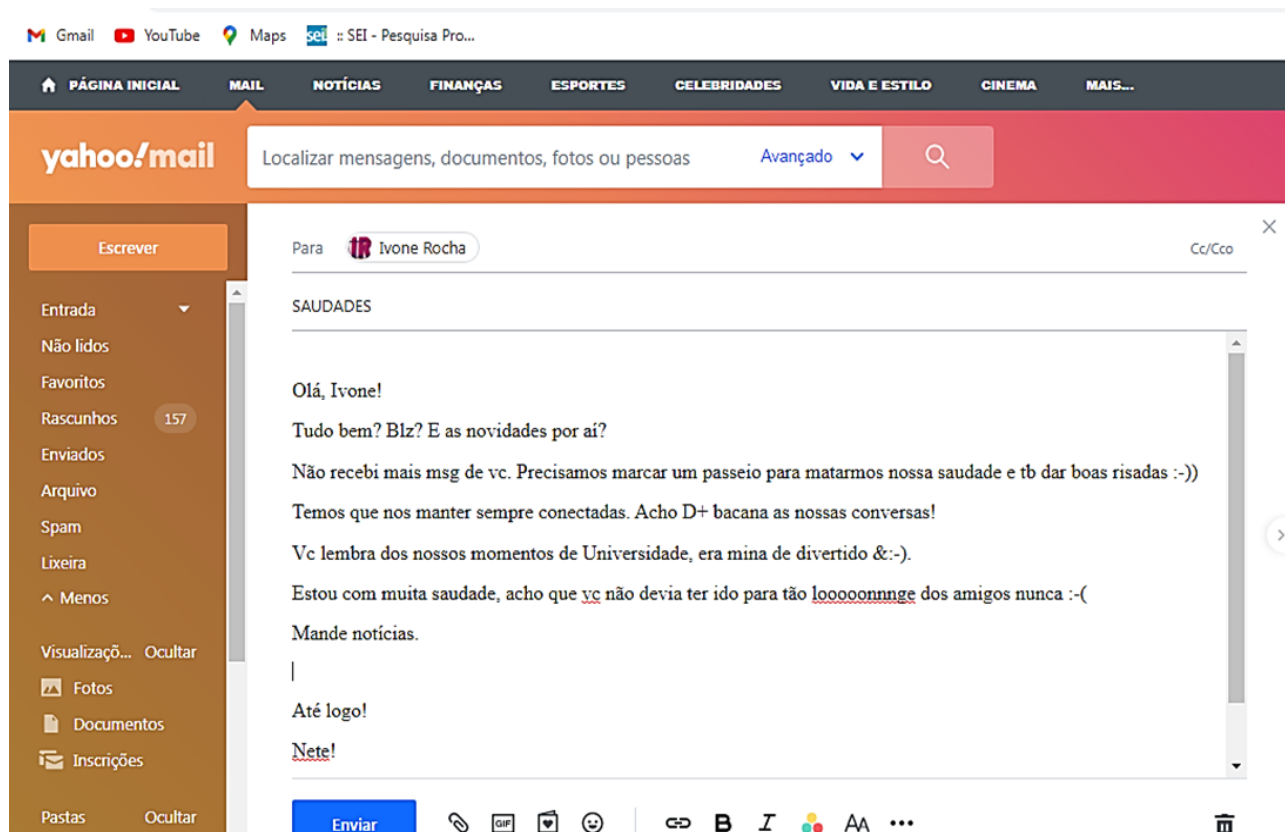 Gmail YouTube Maps sei :: SEI - Pesquisa Pro...
PÁGINA INICIAL MAIL NOTÍCIAS FINANÇAS ESPORTES CELEBRIDADES VIDA E ESTILO CINEMA MAIS...
yahoo!mail Localizar mensagens, documentos, fotos ou pessoas Avançado
Escrever
Entrada
Não lidos
Favoritos
Rascunhos 157
Enviados
Arquivo
Spam
Lixeira
Menos
Visualizaçõ... Ocultar
Fotos
Documentos
Inscrições
Pastas Ocultar
Para IR Ivone Rocha Cc/Cco
SAUDADES
Olá, Ivone!
Tudo bem? Blz? E as novidades por aí?
Não recebi mais msg de vc. Precisamos marcar um passeio para matarmos nossa saudade e tb dar boas risadas :-))
Temos que nos manter sempre conectadas. Acho D+ bacana as nossas conversas!
Vc lembra dos nossos momentos de Universidade, era mina de divertido &:-).
Estou com muita saudade, acho que vc não devia ter ido para tão looooonnnge dos amigos nunca :-(
Mande notícias.
Até logo!
Nete!
Enviar GIF B I AA •••